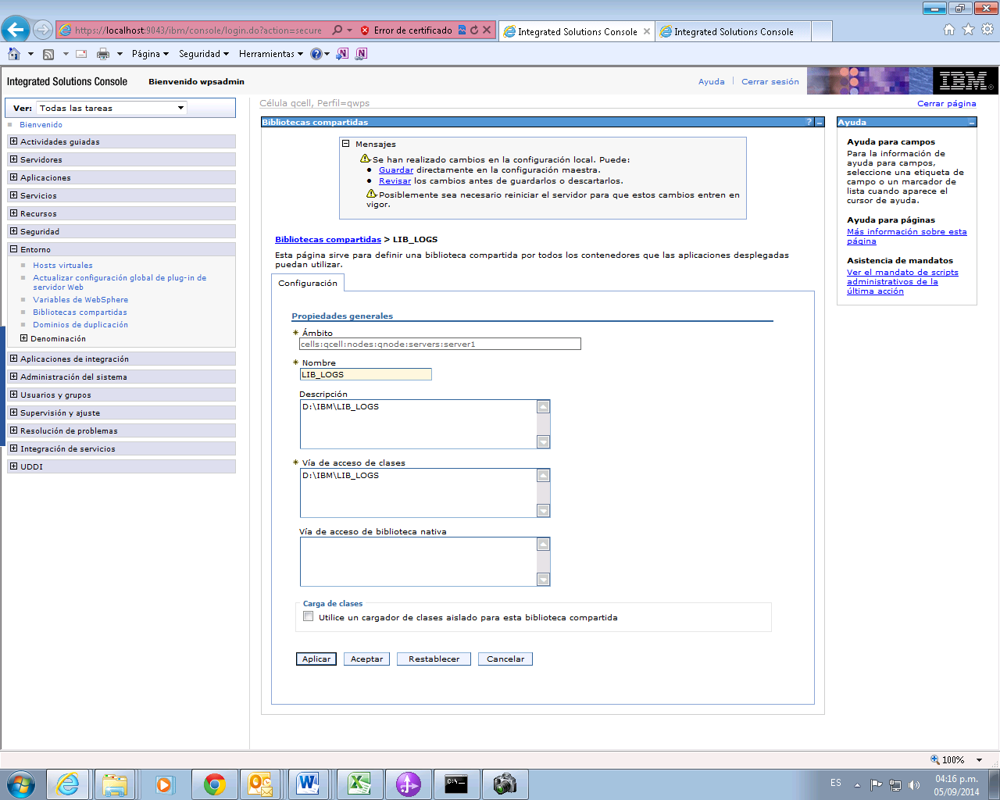 https://localhost:9043/ibm/console/login.do?action=secure
Error de certificado
Integrated Solutions Console
Integrated Solutions Console
Página
Seguridad
Herramientas
Integrated Solutions Console
Bienvenido wpsadmin
Ayuda
Cerrar sesión
IBM
Ver: Todas las tareas
Bienvenido
Actividades guiadas
Servidores
Aplicaciones
Servicios
Recursos
Seguridad
Entorno
Hosts virtuales
Actualizar configuración global de plug-in de
servidor Web
Variables de WebSphere
Bibliotecas compartidas
Dominios de duplicación
Denominación
Aplicaciones de integración
Administración del sistema
Usuarios y grupos
Supervisión y ajuste
Resolución de problemas
Integración de servicios
UDDI
Célula qcell, Perfil=qwps
Cerrar página
Bibliotecas compartidas
?
Mensajes
Se han realizado cambios en la configuración local. Puede:
Guardar directamente en la configuración maestra.
Revisar los cambios antes de guardarlos o descartarlos.
Posiblemente sea necesario reiniciar el servidor para que estos cambios entren en
vigor.
Bibliotecas compartidas > LIB_LOGS
Esta página sirve para definir una biblioteca compartida por todos los contenedores que las aplicaciones desplegadas
puedan utilizar.
Configuración
Propiedades generales
* Ámbito
cells:qcell:nodes:qnode:servers:server1
* Nombre
LIB_LOGS
Descripción
D:\IBM\LIB_LOGS
* Vía de acceso de clases
D:\IBM\LIB_LOGS
Vía de acceso de biblioteca nativa
Carga de clases
Utilice un cargador de clases aislado para esta biblioteca compartida
Aplicar
Aceptar
Restablecer
Cancelar
Ayuda
Ayuda para campos
Para la información de
ayuda para campos,
seleccione una etiqueta de
campo o un marcador de
lista cuando aparece el
cursor de ayuda.
Ayuda para páginas
Más información sobre esta
página
Asistencia de mandatos
Ver el mandato de scripts
administrativos de la
última acción
100%
ES
04:16 p.m.
05/09/2014